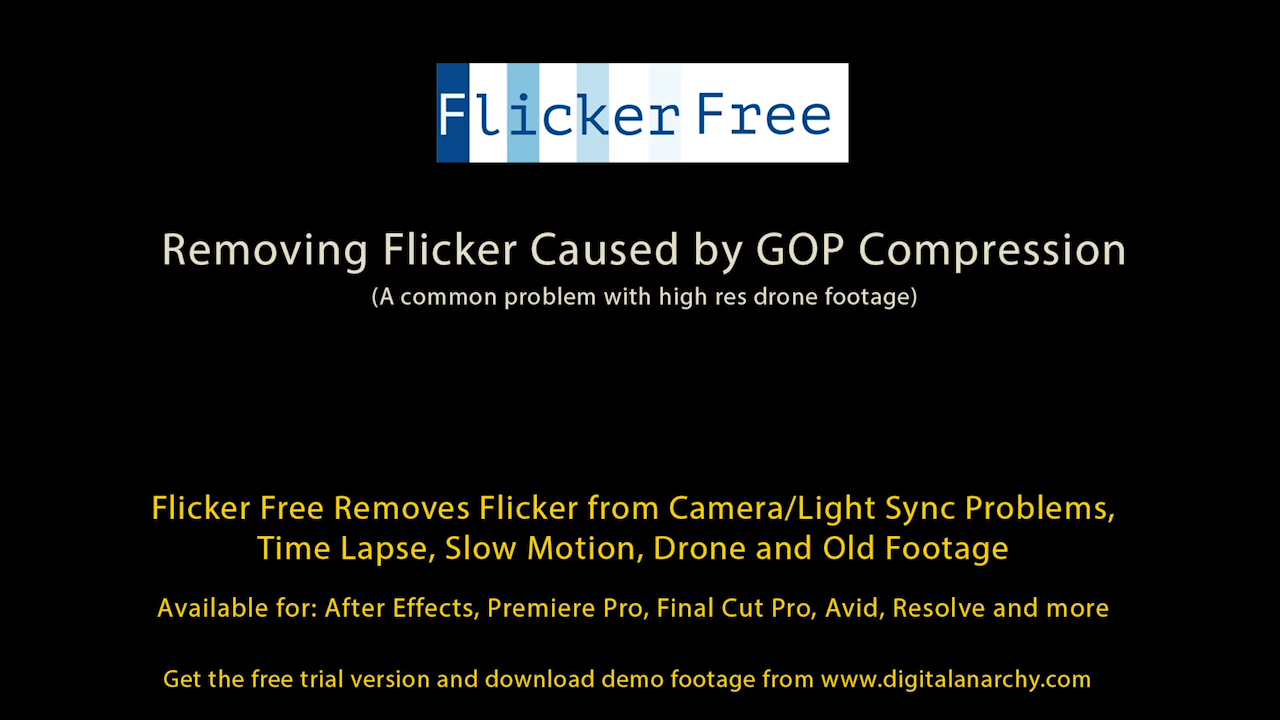 Flicker Free
Removing Flicker Caused by GOP Compression
(A common problem with high res drone footage)
Flicker Free Removes Flicker from Camera/Light Sync Problems,
Time Lapse, Slow Motion, Drone and Old Footage
Available for: After Effects, Premiere Pro, Final Cut Pro, Avid, Resolve and more
Get the free trial version and download demo footage from www.digitalanarchy.com